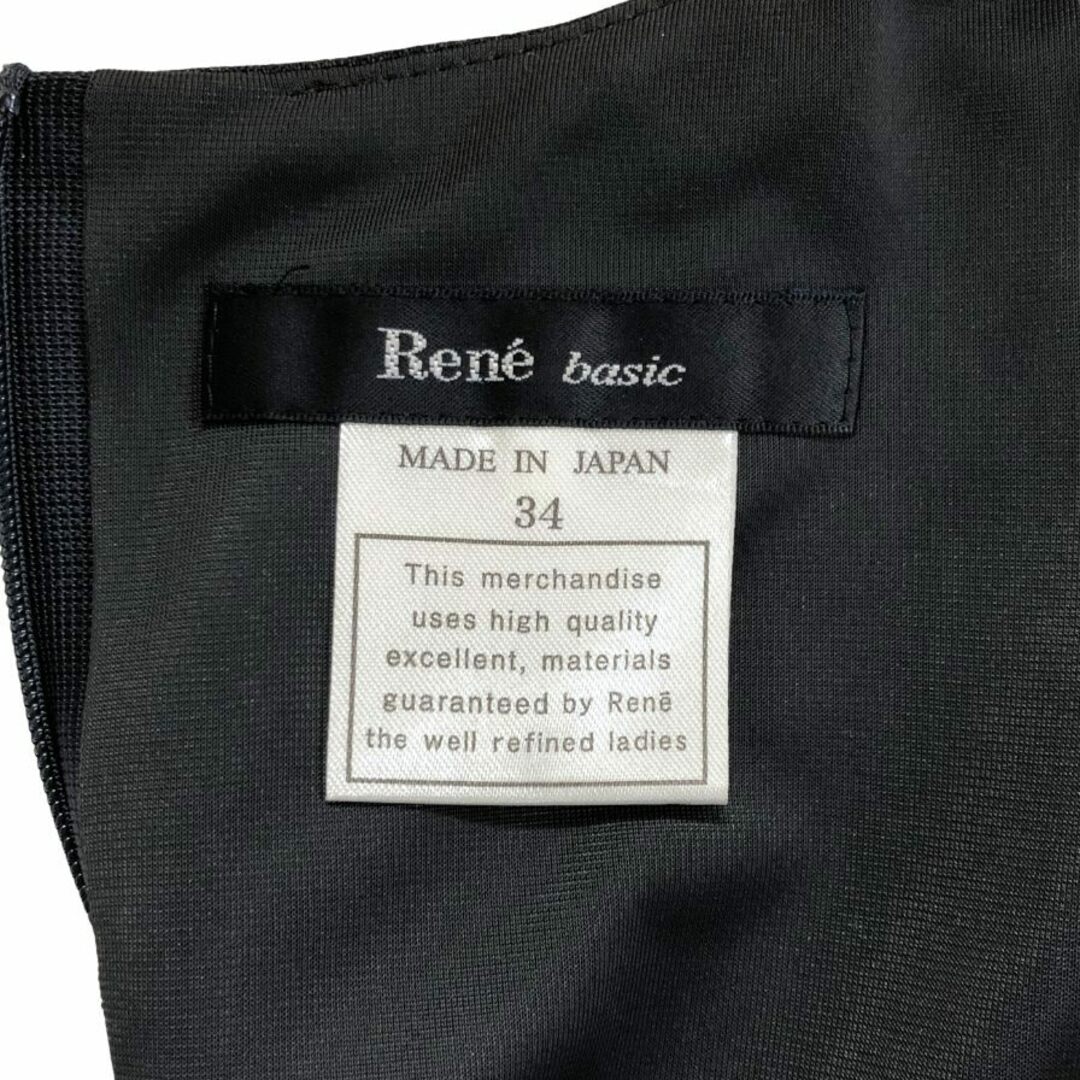 René basic
MADE IN JAPAN
34
This merchandise
uses high quality
excellent, materials
guaranteed by Renē
the well refined ladies